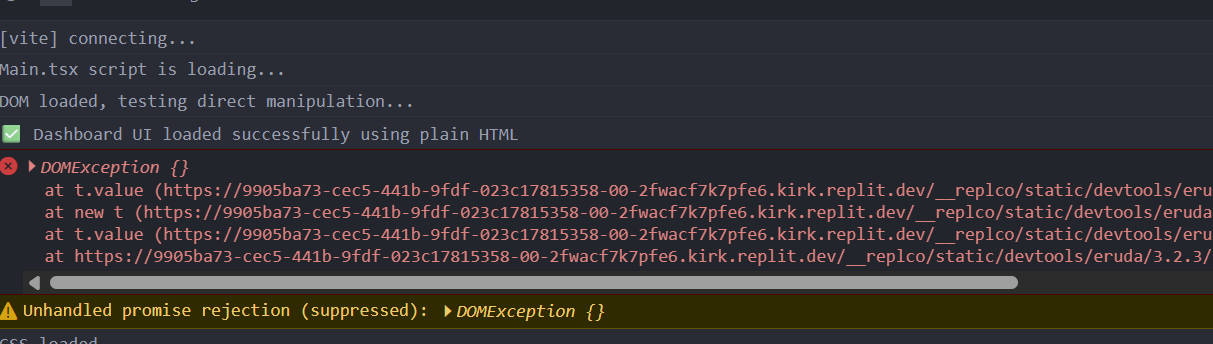 [vite] connecting...
Main.tsx script is loading...
DOM loaded, testing direct manipulation...
✅ Dashboard UI loaded successfully using plain HTML
DOMException {}
at t.value (https://9905ba73-cec5-441b-9fdf-023c17815358-00-2fwacf7k7pfe6.kirk.replit.dev/__replco/static/devtools/eru
at new t (https://9905ba73-cec5-441b-9fdf-023c17815358-00-2fwacf7k7pfe6.kirk.replit.dev/__replco/static/devtools/eruda
at t.value (https://9905ba73-cec5-441b-9fdf-023c17815358-00-2fwacf7k7pfe6.kirk.replit.dev/__replco/static/devtools/eru
at https://9905ba73-cec5-441b-9fdf-023c17815358-00-2fwacf7k7pfe6.kirk.replit.dev/__replco/static/devtools/eruda/3.2.3/
Unhandled promise rejection (suppressed): DOMException {}
CSS loaded